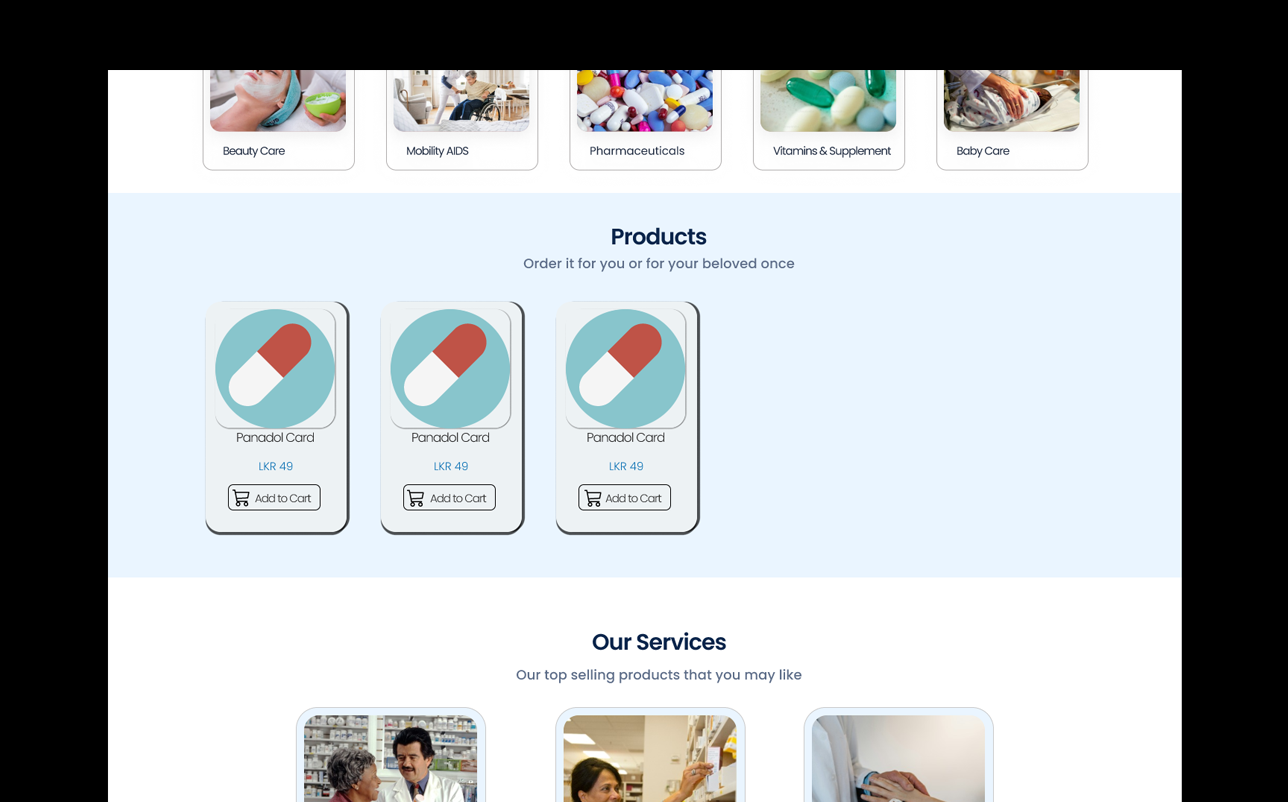 Beauty Care
Mobility AIDS
Pharmaceuticals
Vitamins & Supplement
Baby Care
Products
Order it for you or for your beloved once
Panadol Card
Panadol Card
Panadol Card
LKR 49
LKR 49
LKR 49
Add to Cart
Add to Cart
Add to Cart
Our Services
Our top selling products that you may like